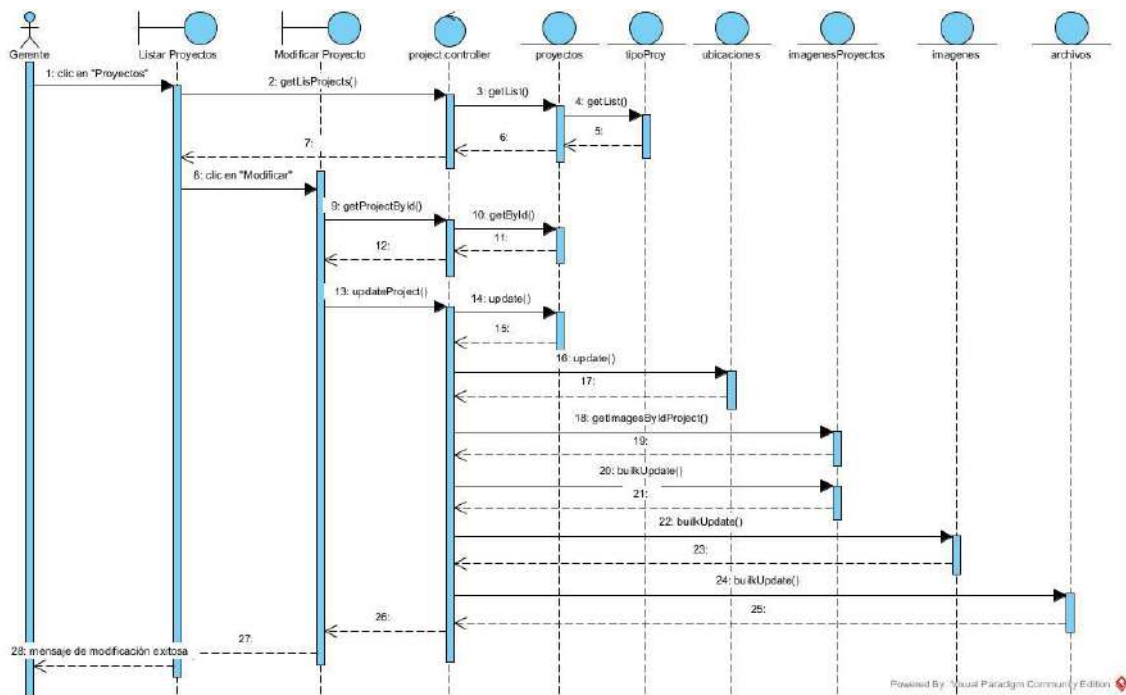 Gerente
Listar Proyectos
Modificar Proyecto
project.controller
proyectos
tipoProy
ubicaciones
imagenesProyectos
imagenes
archivos
1: clic en "Proyectos"
2: getLisProjects()
3: getList()
4: getList()
5:
6:
7:
8: clic en "Modificar"
9: getProjectById()
10: getById()
11:
12:
13: updateProject()
14: update()
15:
16: update()
17:
18: getImagesByIdProject()
19:
20: builkUpdate()
21:
22: builkUpdate()
23:
24: builkUpdate()
25:
26:
27:
28: mensaje de modificación exitosa
Powered By: Visual Paradigm Community Edition